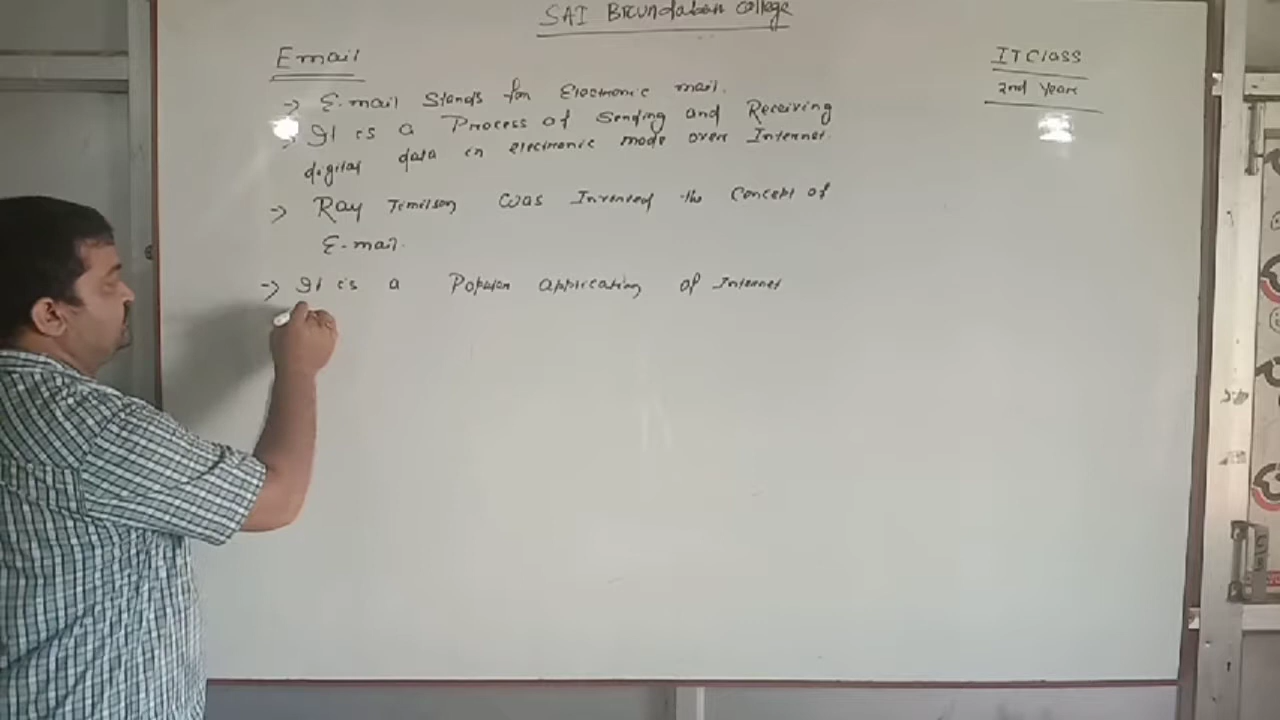 SAI BRUNDABAN College
Email
IT Class
2nd Year
-> E-mail Stands for Electronic mail.
-> It is a Process of Sending and Receiving
digital data in electronic mode over Internet.
-> Ray Tomilson was Invented the Concept of
E-mail.
-> It is a Popular Application of Internet